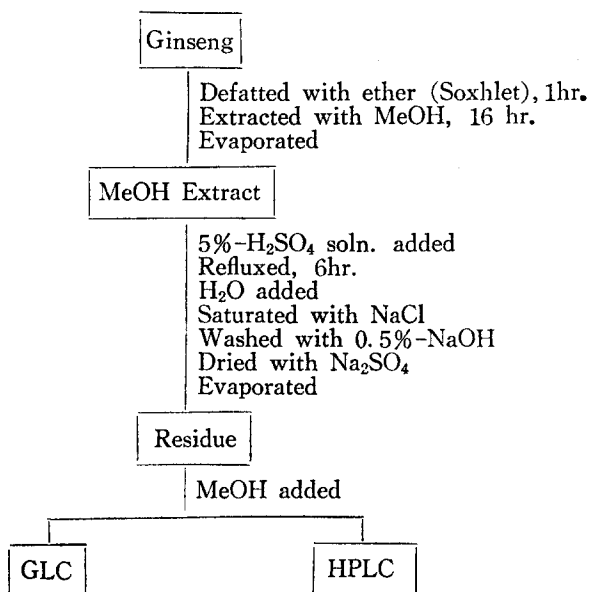 Ginseng
Defatted with ether (Soxhlet), 1hr.
Extracted with MeOH, 16 hr.
Evaporated
MeOH Extract
5%-H₂SO₄ soln. added
Refluxed, 6hr.
H₂O added
Saturated with NaCl
Washed with 0.5%-NaOH
Dried with Na₂SO₄
Evaporated
Residue
MeOH added
GLC
HPLC